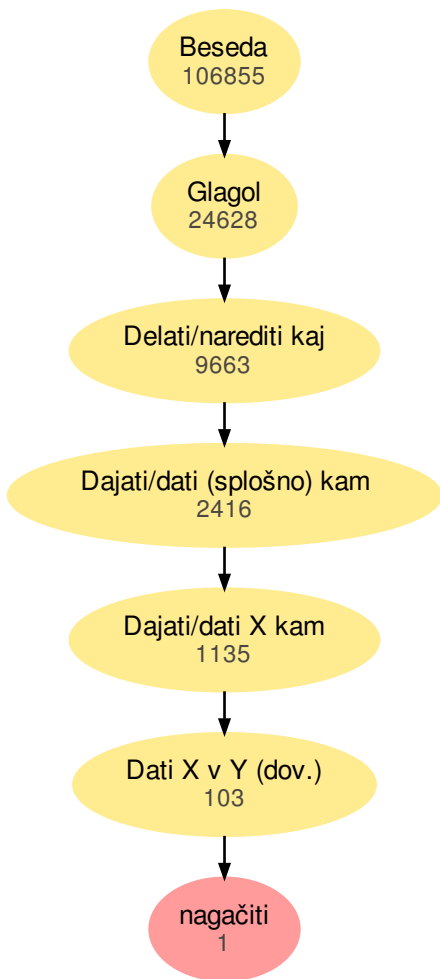 Beseda
106855
Glagol
24628
Delati/narediti kaj
9663
Dajati/dati (splošno) kam
2416
Dajati/dati X kam
1135
Dati X v Y (dov.)
103
nagačiti
1